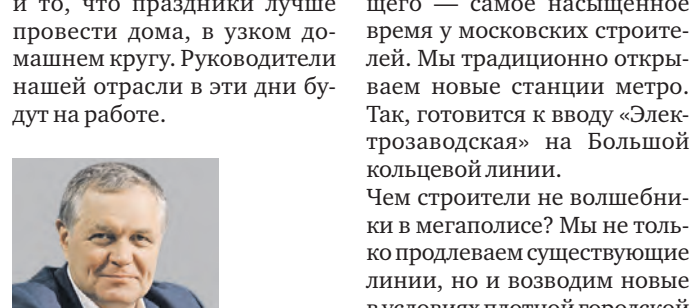 и то, что праздники лучше
провести дома, в узком до-
машнем кругу. Руководители
нашей отрасли в эти дни бу-
дут на работе.
щего — самое насыщенное
время у московских строите-
лей. Мы традиционно откры-
ваем новые станции метро.
Так, готовится к вводу «Элек-
трозаводская» на Большой
кольцевой линии.
Чем строители не волшебни-
ки в мегаполисе? Мы не толь-
ко продлеваем существующие
линии, но и возводим новые
в условиях плотной городской